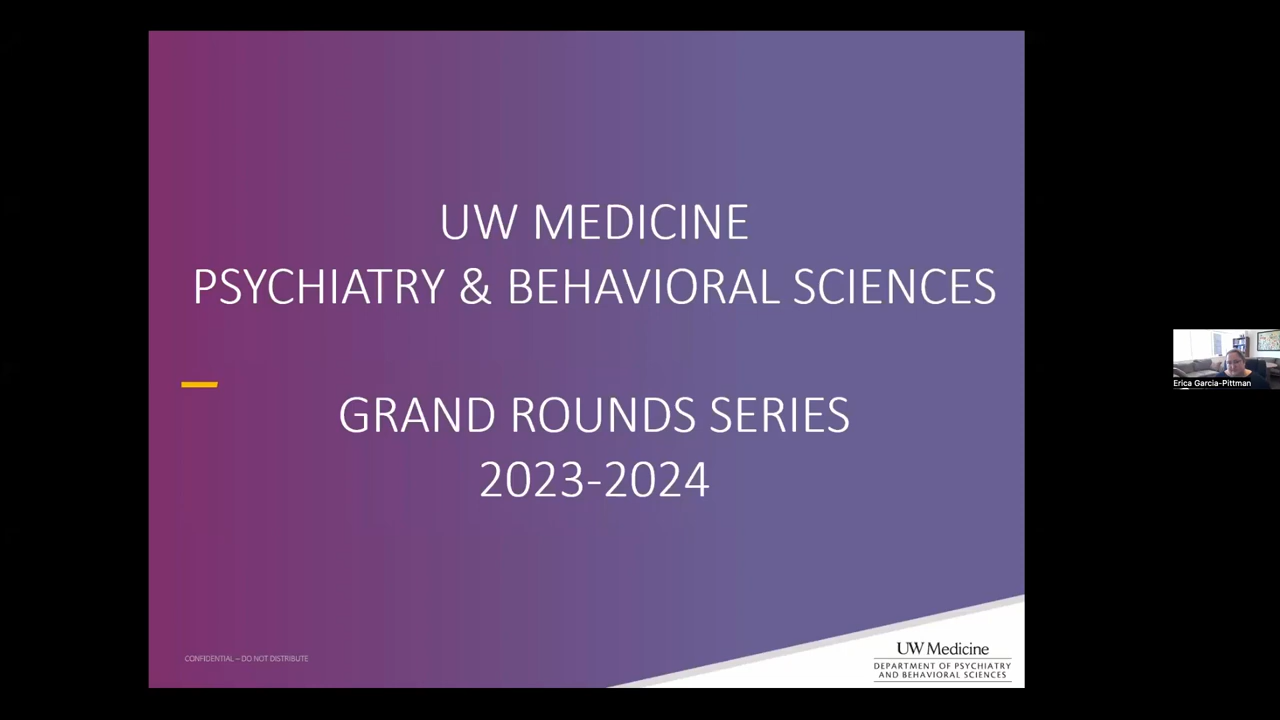 UW MEDICINE
PSYCHIATRY & BEHAVIORAL SCIENCES
GRAND ROUNDS SERIES
2023-2024
Erica Garcia-Pittman
CONFIDENTIAL – DO NOT DISTRIBUTE
UW Medicine
DEPARTMENT OF PSYCHIATRY
AND BEHAVIORAL SCIENCES